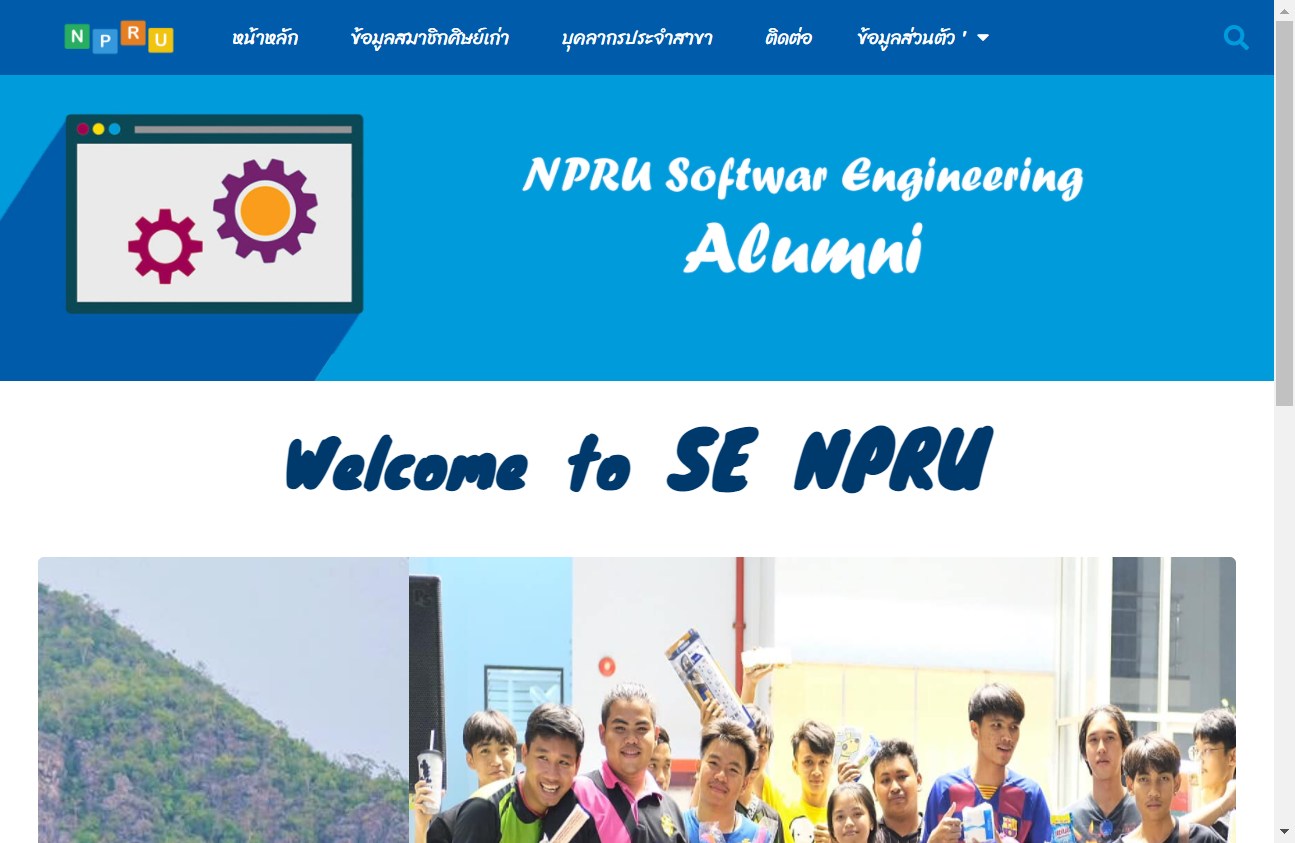 NPRU
หน้าหลัก
ข้อมูลสมาชิกศิษย์เก่า
บุคลากรประจำสาขา
ติดต่อ
ข้อมูลส่วนตัว '
NPRU Softwar Engineering
Alumni
Welcome to SE NPRU